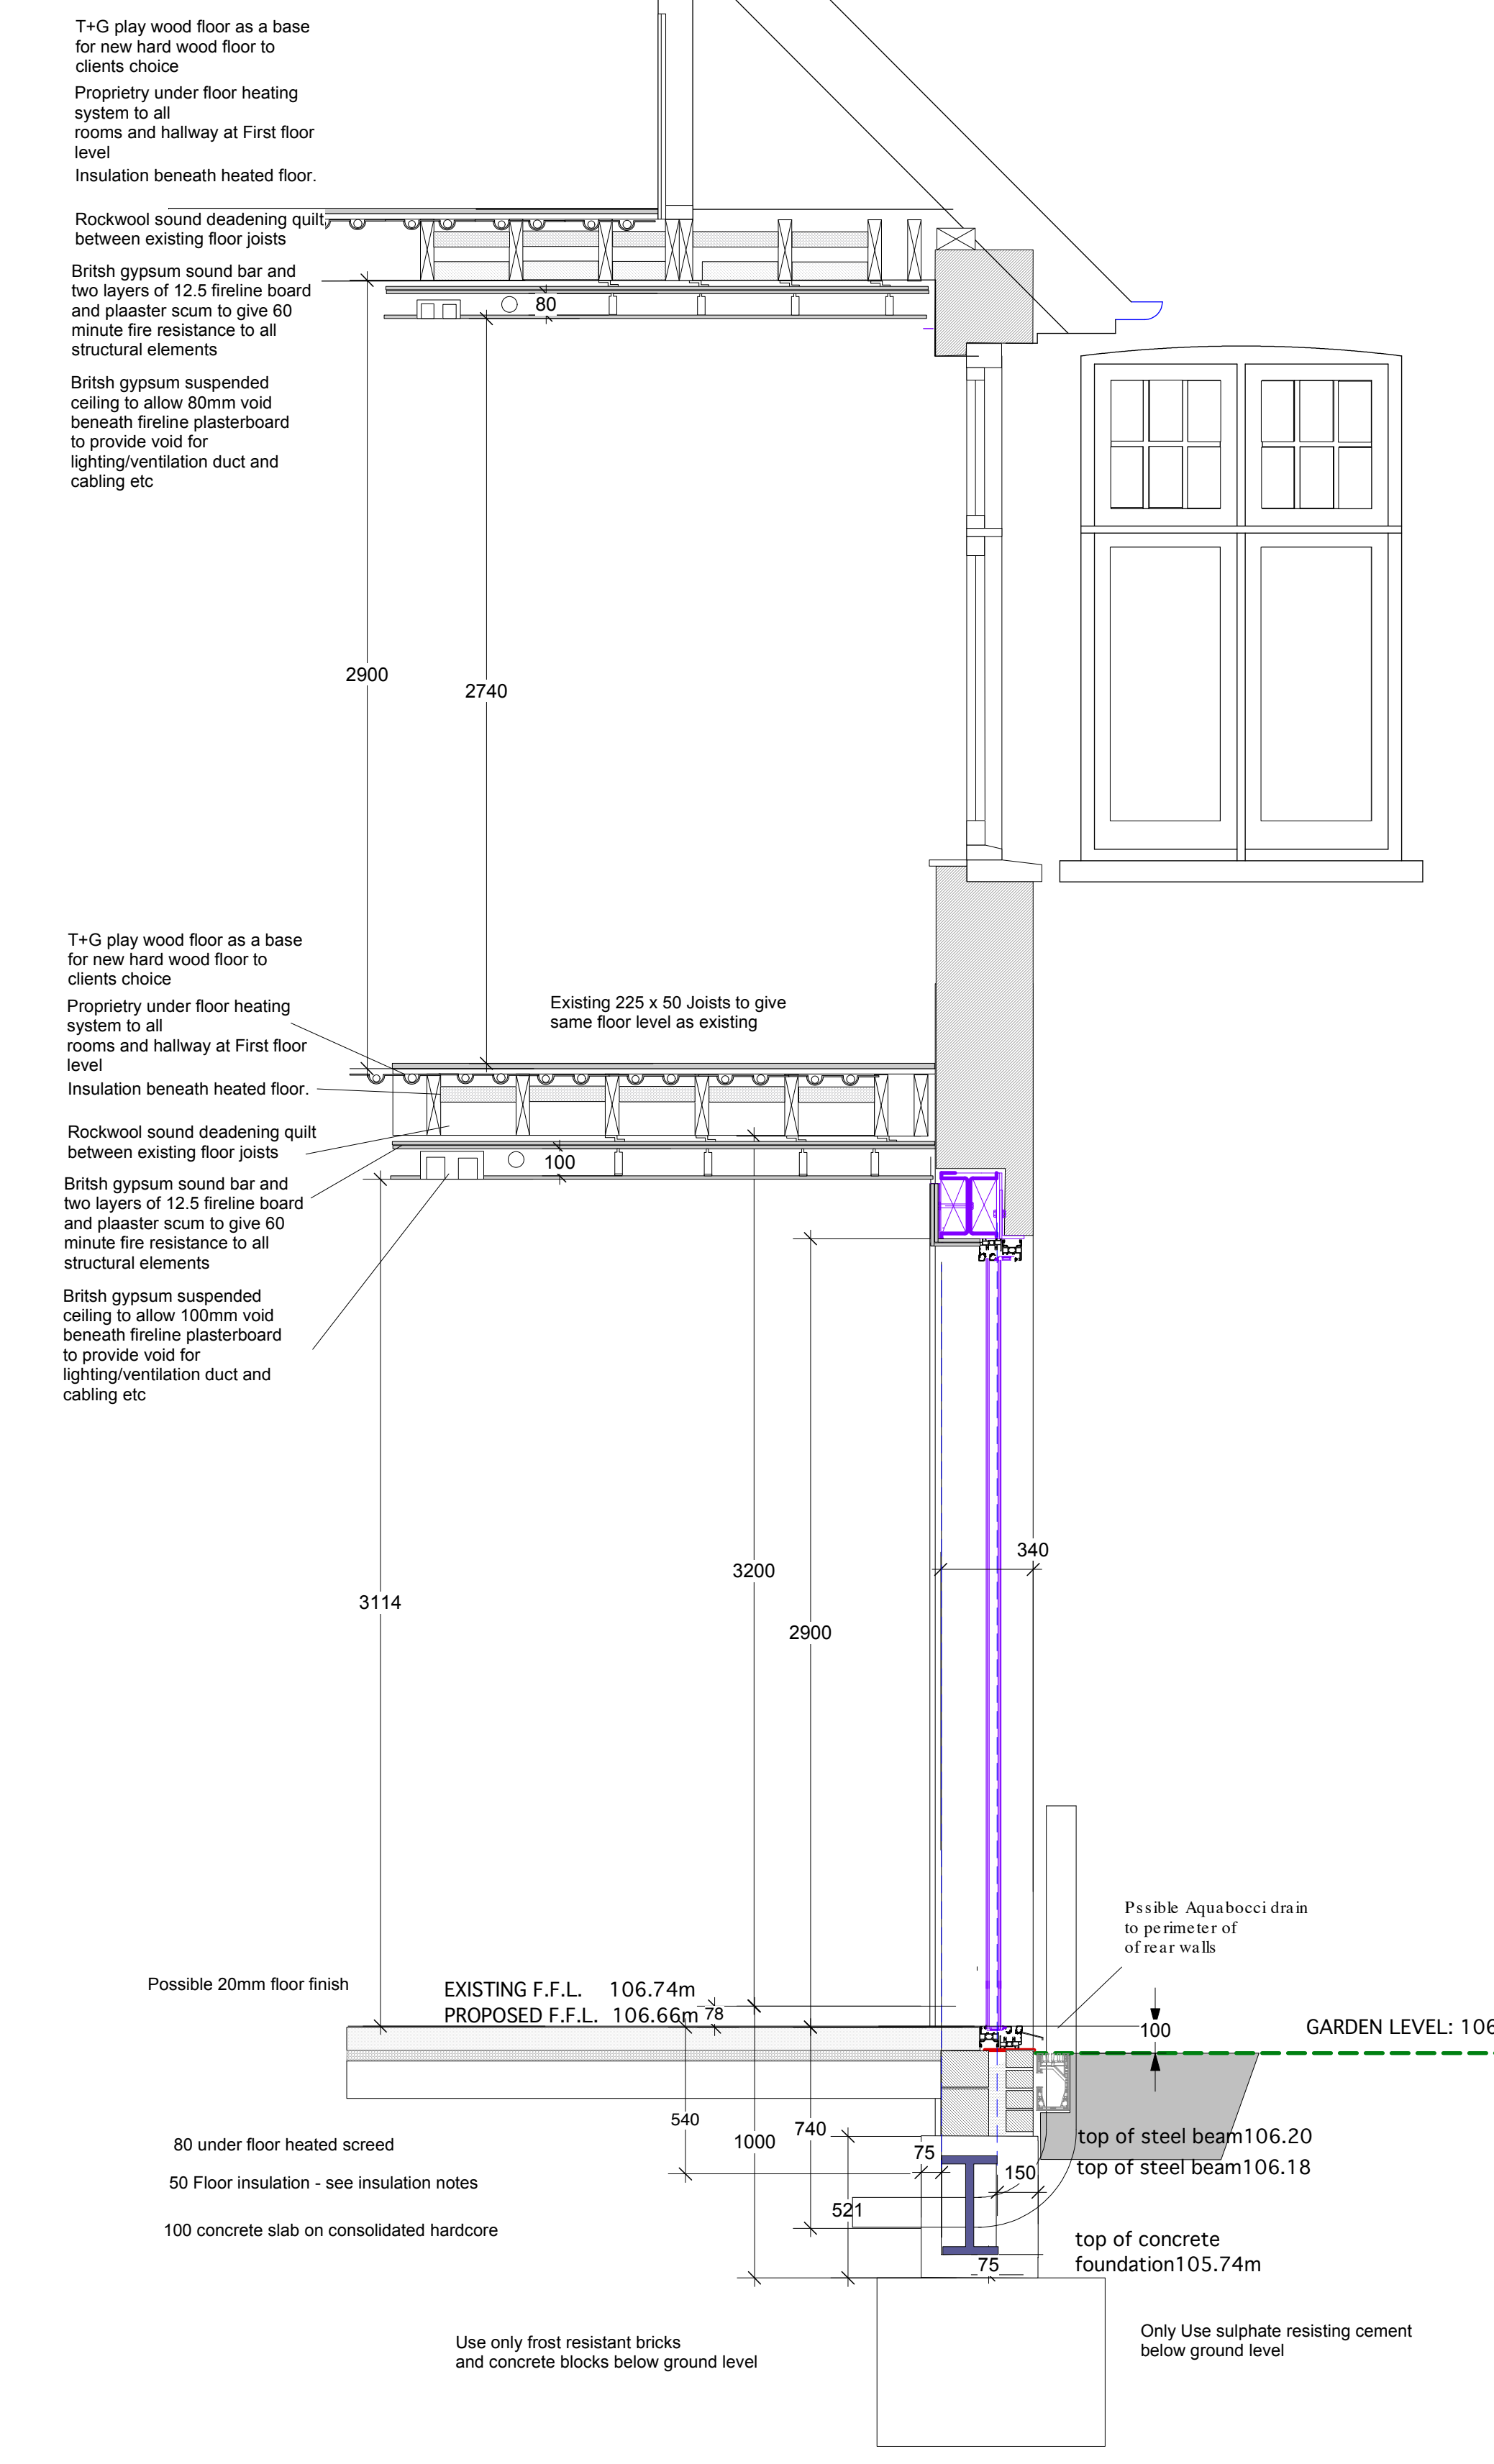 T+G play wood floor as a base
for new hard wood floor to
clients choice
Proprietry under floor heating
system to all
rooms and hallway at First floor
level
Insulation beneath heated floor.
Rockwool sound deadening quilt
between existing floor joists
Britsh gypsum sound bar and
two layers of 12.5 fireline board
and plaaster scum to give 60
minute fire resistance to all
structural elements
80
Britsh gypsum suspended
ceiling to allow 80mm void
beneath fireline plasterboard
to provide void for
lighting/ventilation duct and
cabling etc
2900
2740
T+G play wood floor as a base
for new hard wood floor to
clients choice
Proprietry under floor heating
system to all
rooms and hallway at First floor
level
Insulation beneath heated floor.
Existing 225 x 50 Joists to give
same floor level as existing
Rockwool sound deadening quilt
between existing floor joists
100
Britsh gypsum sound bar and
two layers of 12.5 fireline board
and plaaster scum to give 60
minute fire resistance to all
structural elements
Britsh gypsum suspended
ceiling to allow 100mm void
beneath fireline plasterboard
to provide void for
lighting/ventilation duct and
cabling etc
340
3200
3114
2900
Pssible Aquabocci drain
to perimeter of
of rear walls
Possible 20mm floor finish
EXISTING F.F.L. 106.74m
PROPOSED F.F.L. 106.66m
78
100
GARDEN LEVEL: 106
540
740
1000
80 under floor heated screed
50 Floor insulation - see insulation notes
100 concrete slab on consolidated hardcore
75
150
521
75
top of steel beam106.20
top of steel beam106.18
top of concrete
foundation105.74m
Use only frost resistant bricks
and concrete blocks below ground level
Only Use sulphate resisting cement
below ground level